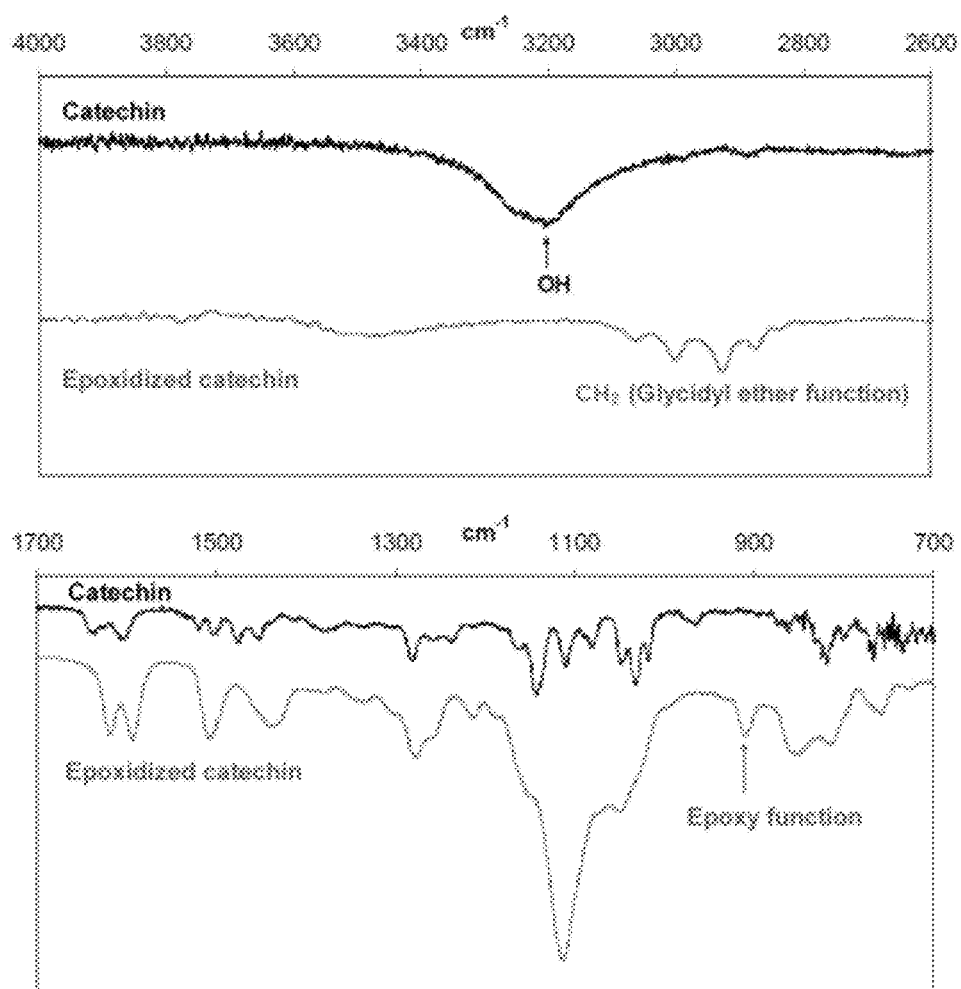 cm⁻¹
4000 3800 3600 3400 3200 3000 2800 2600
Catechin
OH
Epoxidized catechin
CH₂ (Glycidyl ether function)
cm⁻¹
1700 1500 1300 1100 900 700
Catechin
Epoxidized catechin
Epoxy function